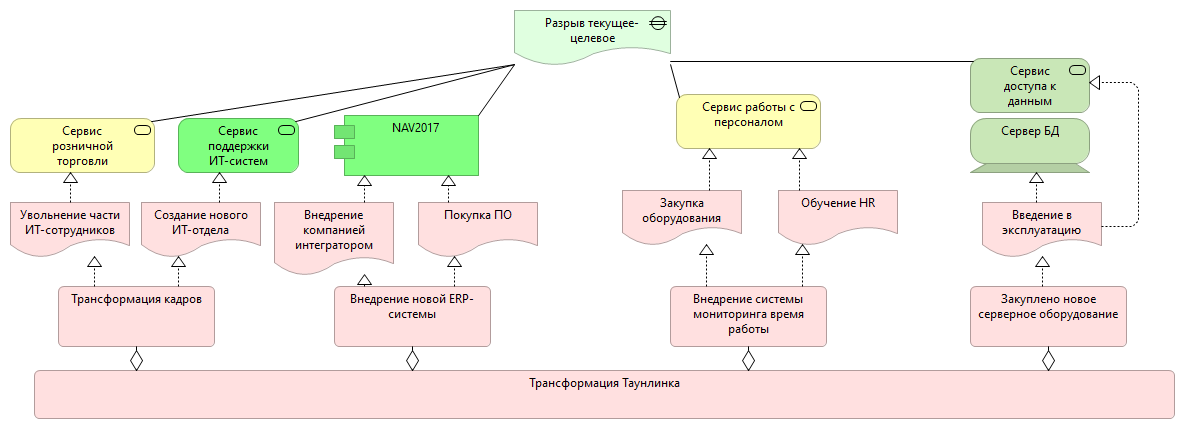 Разрыв текущее-
целевое
Сервис
розничной
торговли
Сервис
поддержки
ИТ-систем
NAV2017
Сервис работы с
персоналом
Сервис
доступа к
данным
Сервер БД
Увольнение части
ИТ-сотрудников
Создание нового
ИТ-отдела
Внедрение
компанией
интегратором
Покупка ПО
Закупка
оборудования
Обучение HR
Введение в
эксплуатацию
Трансформация кадров
Внедрение новой ERP-
системы
Внедрение системы
мониторинга время
работы
Закуплено новое
серверное оборудование
Трансформация Таунлинка